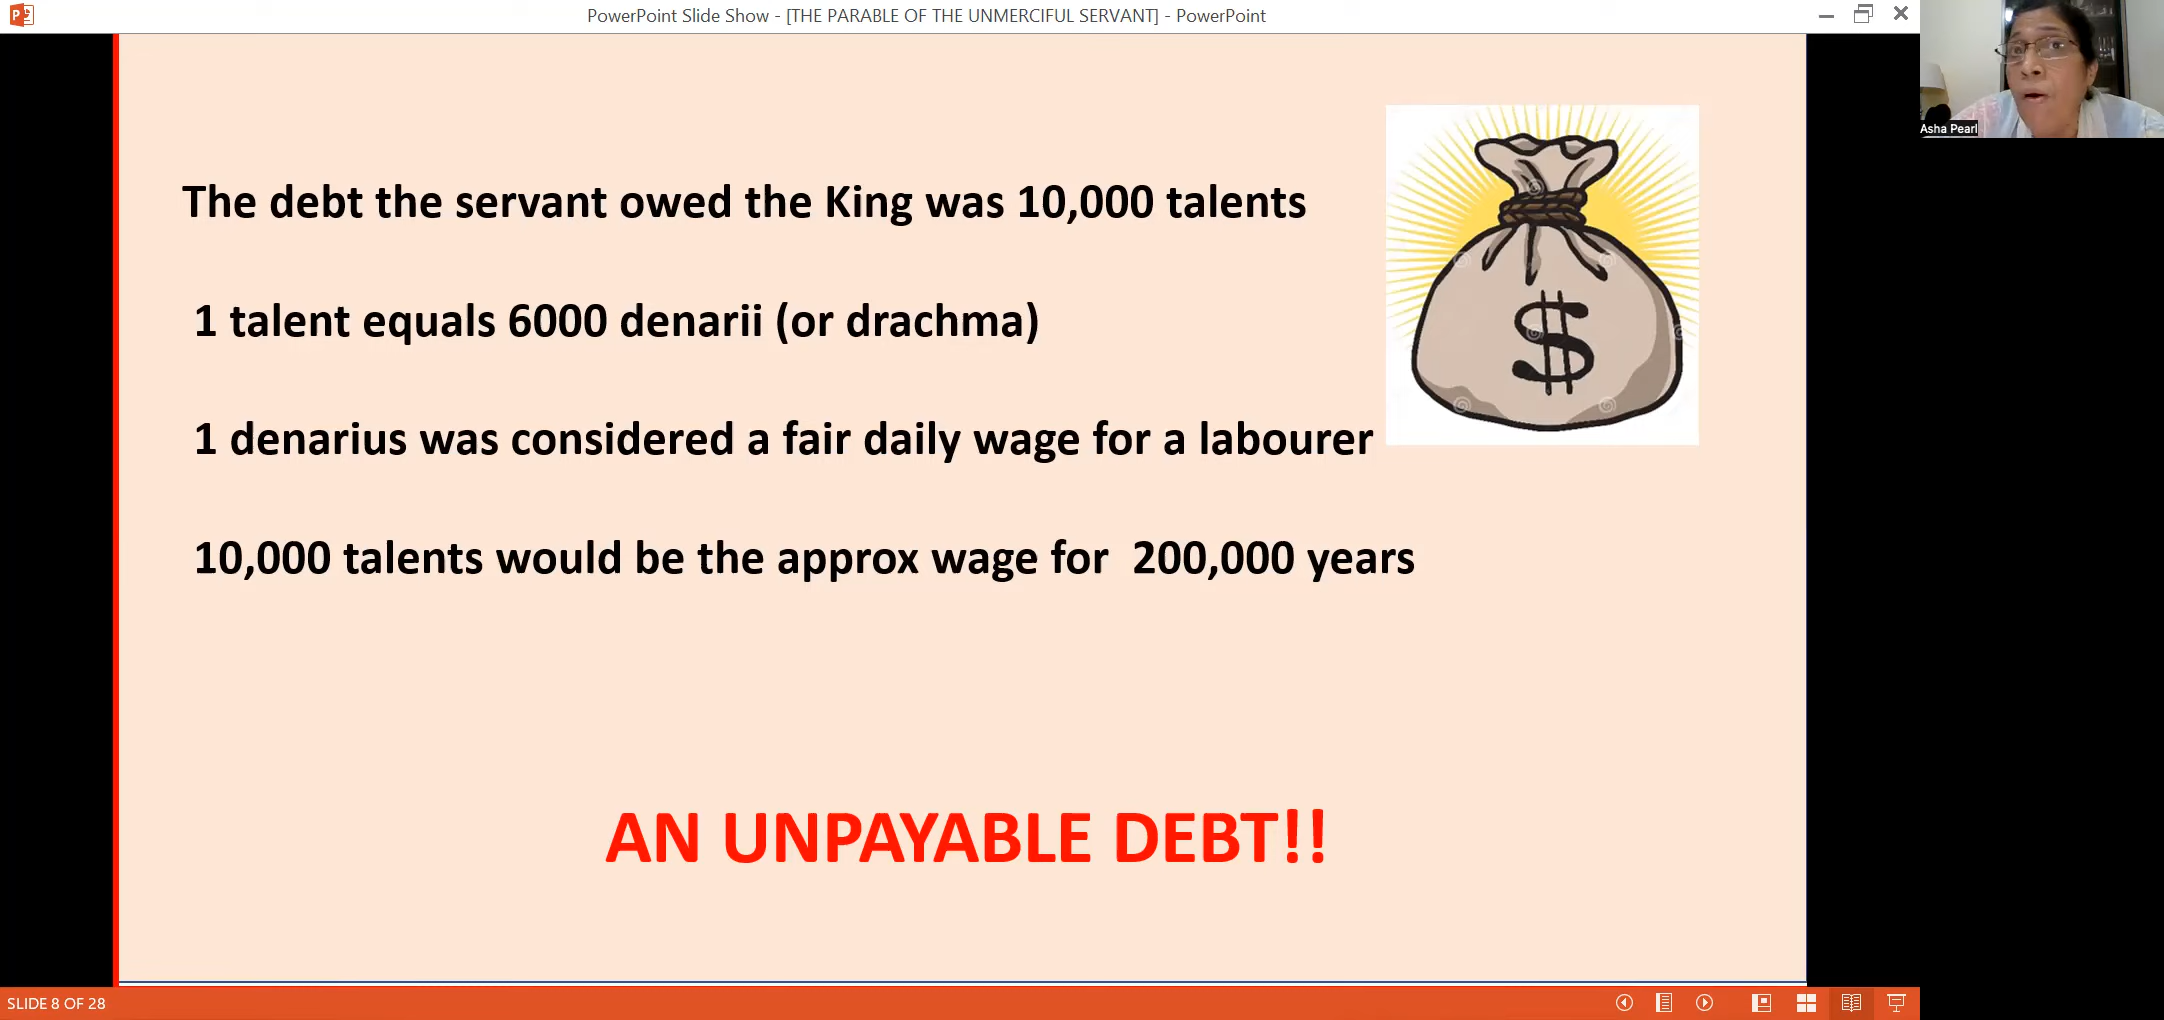 PowerPoint Slide Show - [THE PARABLE OF THE UNMERCIFUL SERVANT] - PowerPoint
Asha Pearl
The debt the servant owed the King was 10,000 talents
1 talent equals 6000 denarii (or drachma)
1 denarius was considered a fair daily wage for a labourer
10,000 talents would be the approx wage for 200,000 years
$
AN UNPAYABLE DEBT!!
SLIDE 8 OF 28